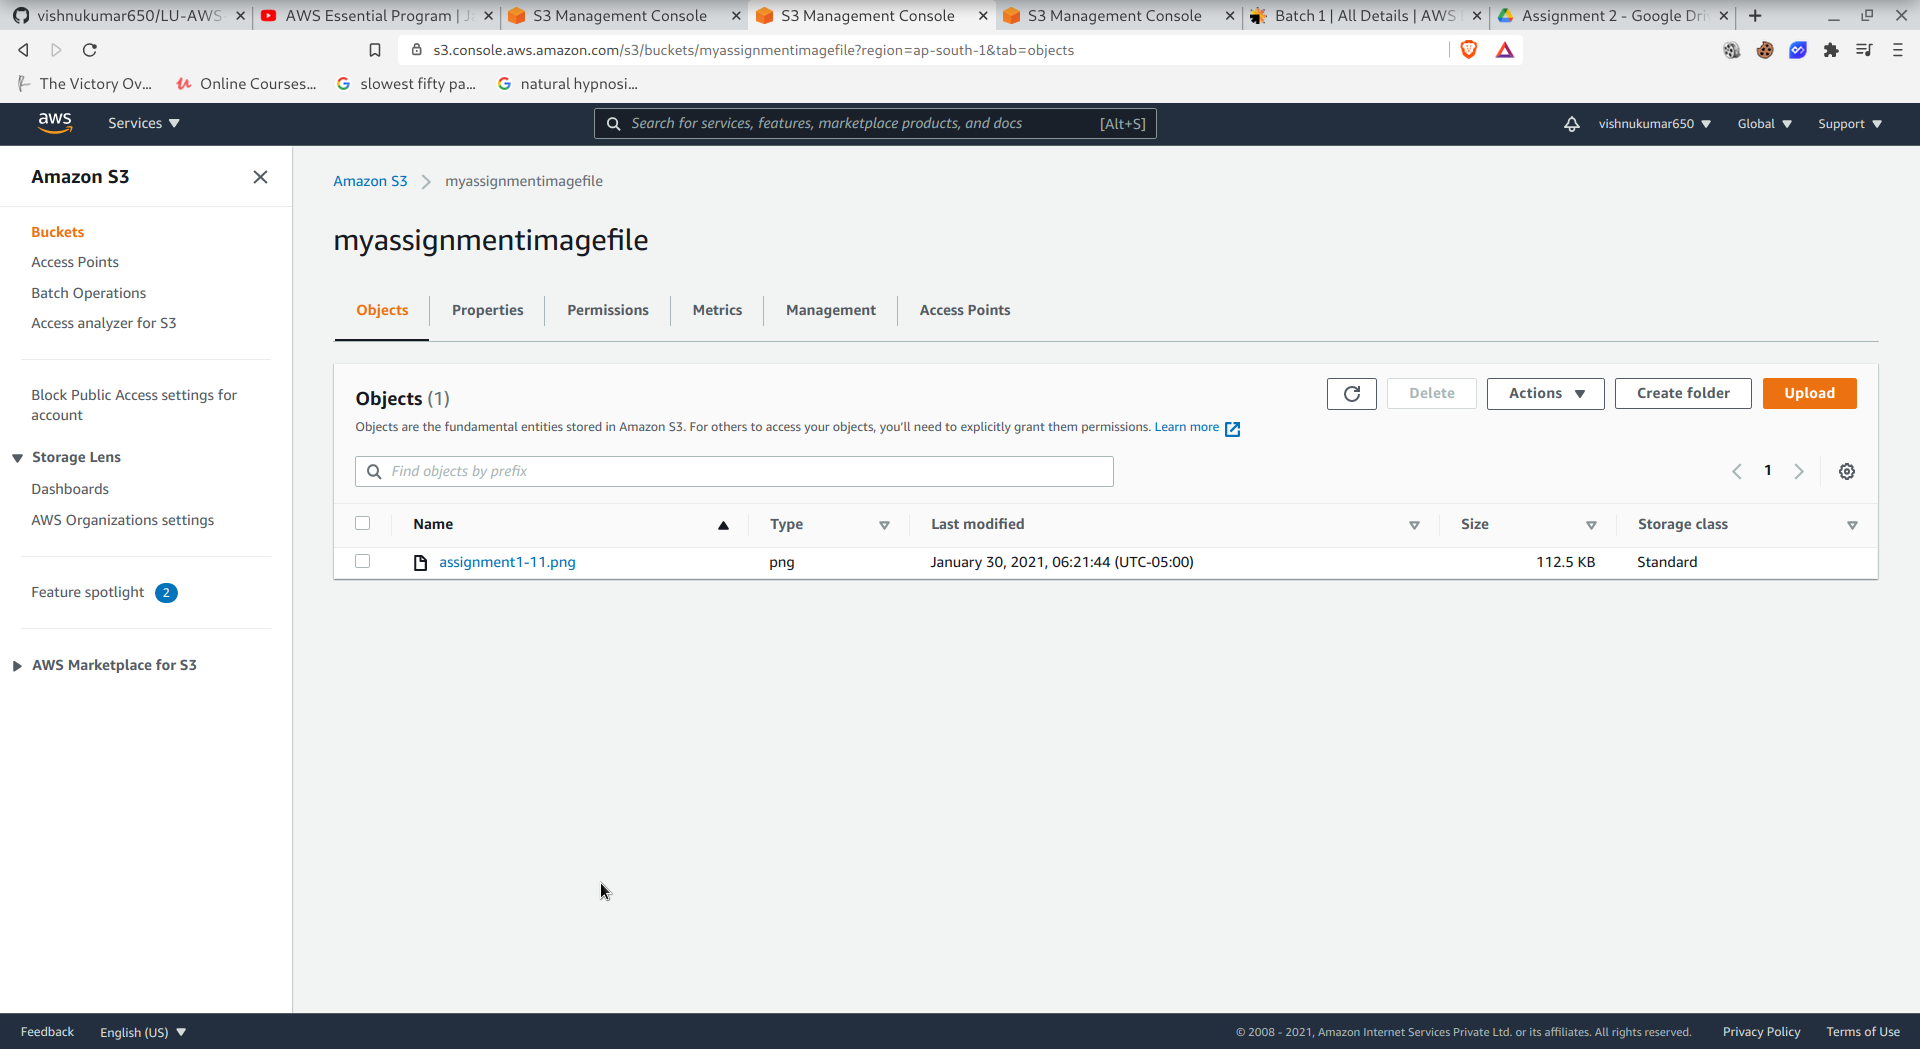 vishnukumar650/LU-AWS-
AWS Essential Program | J
S3 Management Console
S3 Management Console
S3 Management Console
Batch 1 | All Details | AWS
Assignment 2 - Google Dri
s3.console.aws.amazon.com/s3/buckets/myassignmentimagefile?region=ap-south-1&tab=objects
The Victory Ov...
Online Courses...
slowest fifty pa...
natural hypnosi...
aws
Services
Search for services, features, marketplace products, and docs
[Alt+S]
vishnukumar650
Global
Support
Amazon S3
Buckets
Access Points
Batch Operations
Access analyzer for S3
Block Public Access settings for
account
Storage Lens
Dashboards
AWS Organizations settings
Feature spotlight 2
AWS Marketplace for S3
Amazon S3 > myassignmentimagefile
myassignmentimagefile
Objects
Properties
Permissions
Metrics
Management
Access Points
Objects (1)
Delete
Actions
Create folder
Upload
Objects are the fundamental entities stored in Amazon S3. For others to access your objects, you'll need to explicitly grant them permissions. Learn more
Find objects by prefix
1
Name
Type
Last modified
Size
Storage class
assignment1-11.png
png
January 30, 2021, 06:21:44 (UTC-05:00)
112.5 KB
Standard
Feedback
English (US)
© 2008 - 2021, Amazon Internet Services Private Ltd. or its affiliates. All rights reserved.
Privacy Policy
Terms of Use